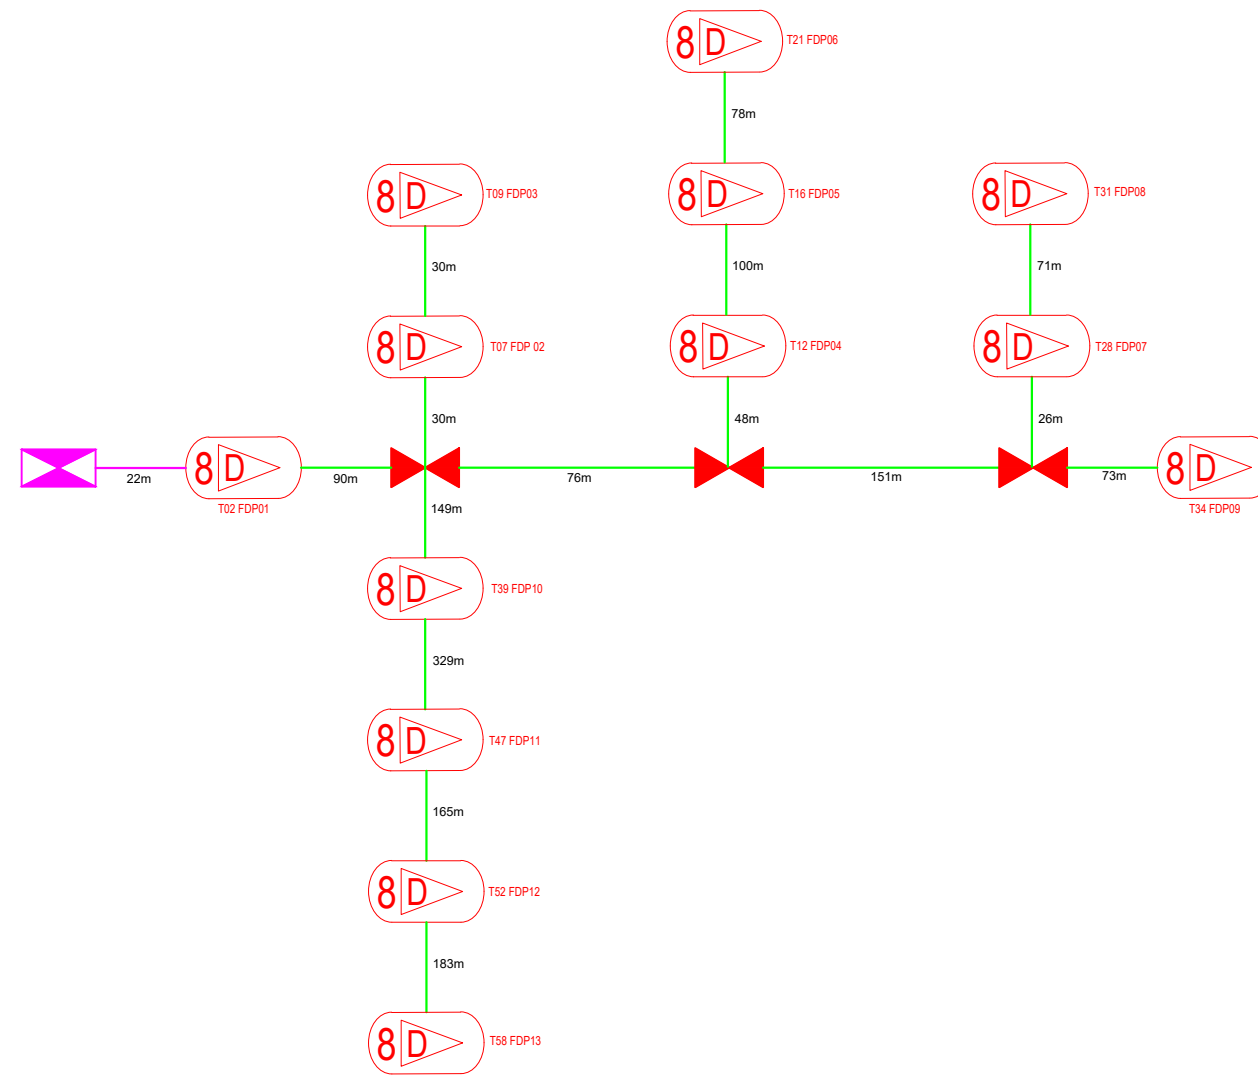 8 D T21 FDP06
78m
8 D T09 FDP03
8 D T16 FDP05
8 D T31 FDP08
30m
100m
71m
8 D T07 FDP 02
8 D T12 FDP04
8 D T28 FDP07
30m
48m
26m
22m
8 D
90m
76m
151m
73m
8 D
T02 FDP01
149m
T34 FDP09
8 D T39 FDP10
329m
8 D T47 FDP11
165m
8 D T52 FDP12
183m
8 D T58 FDP13